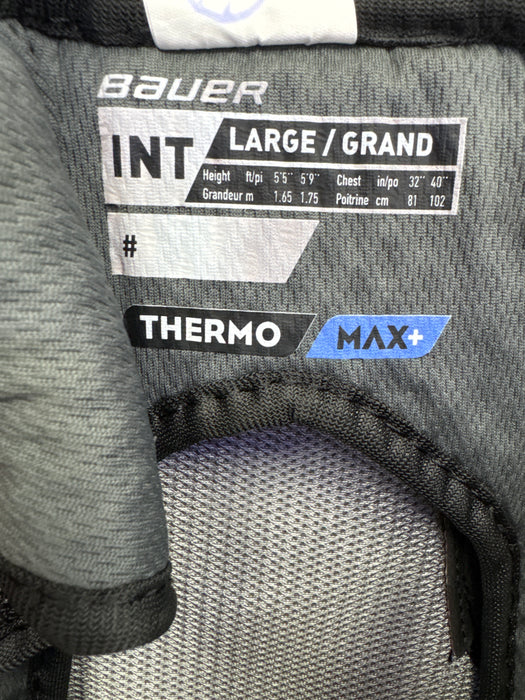 BAUER
INT LARGE / GRAND
Height ft/pi 5'5" 5'9" Chest in/po 32" 40"
Grandeur m 1.65 1.75 Poitrine cm 81 102
#
THERMO MAX+